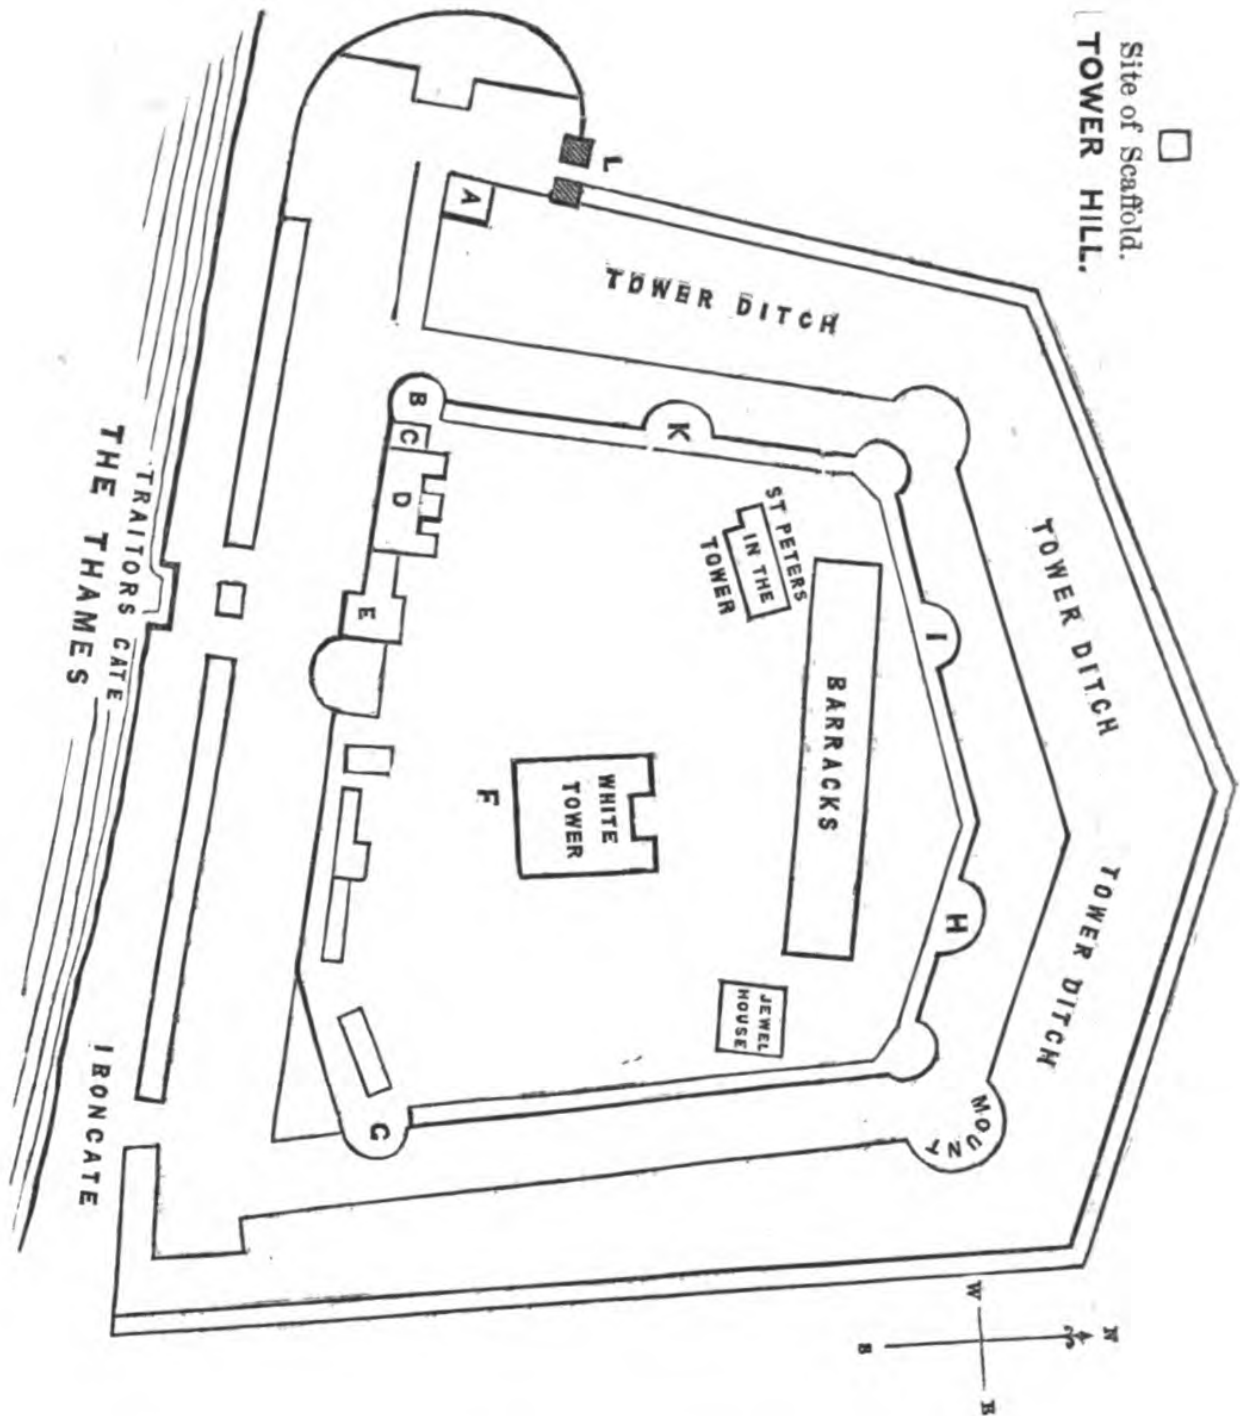 Site of Scaffold.
TOWER HILL.
L
A
TOWER DITCH
TOWER DITCH
TOWER DITCH
B
C
D
E
K
I
H
MOUNT
G
ST PETERS
IN THE
TOWER
BARRACKS
WHITE
TOWER
F
JEWEL
HOUSE
TRAITORS GATE
THE THAMES
IRONGATE
N
W
E
S